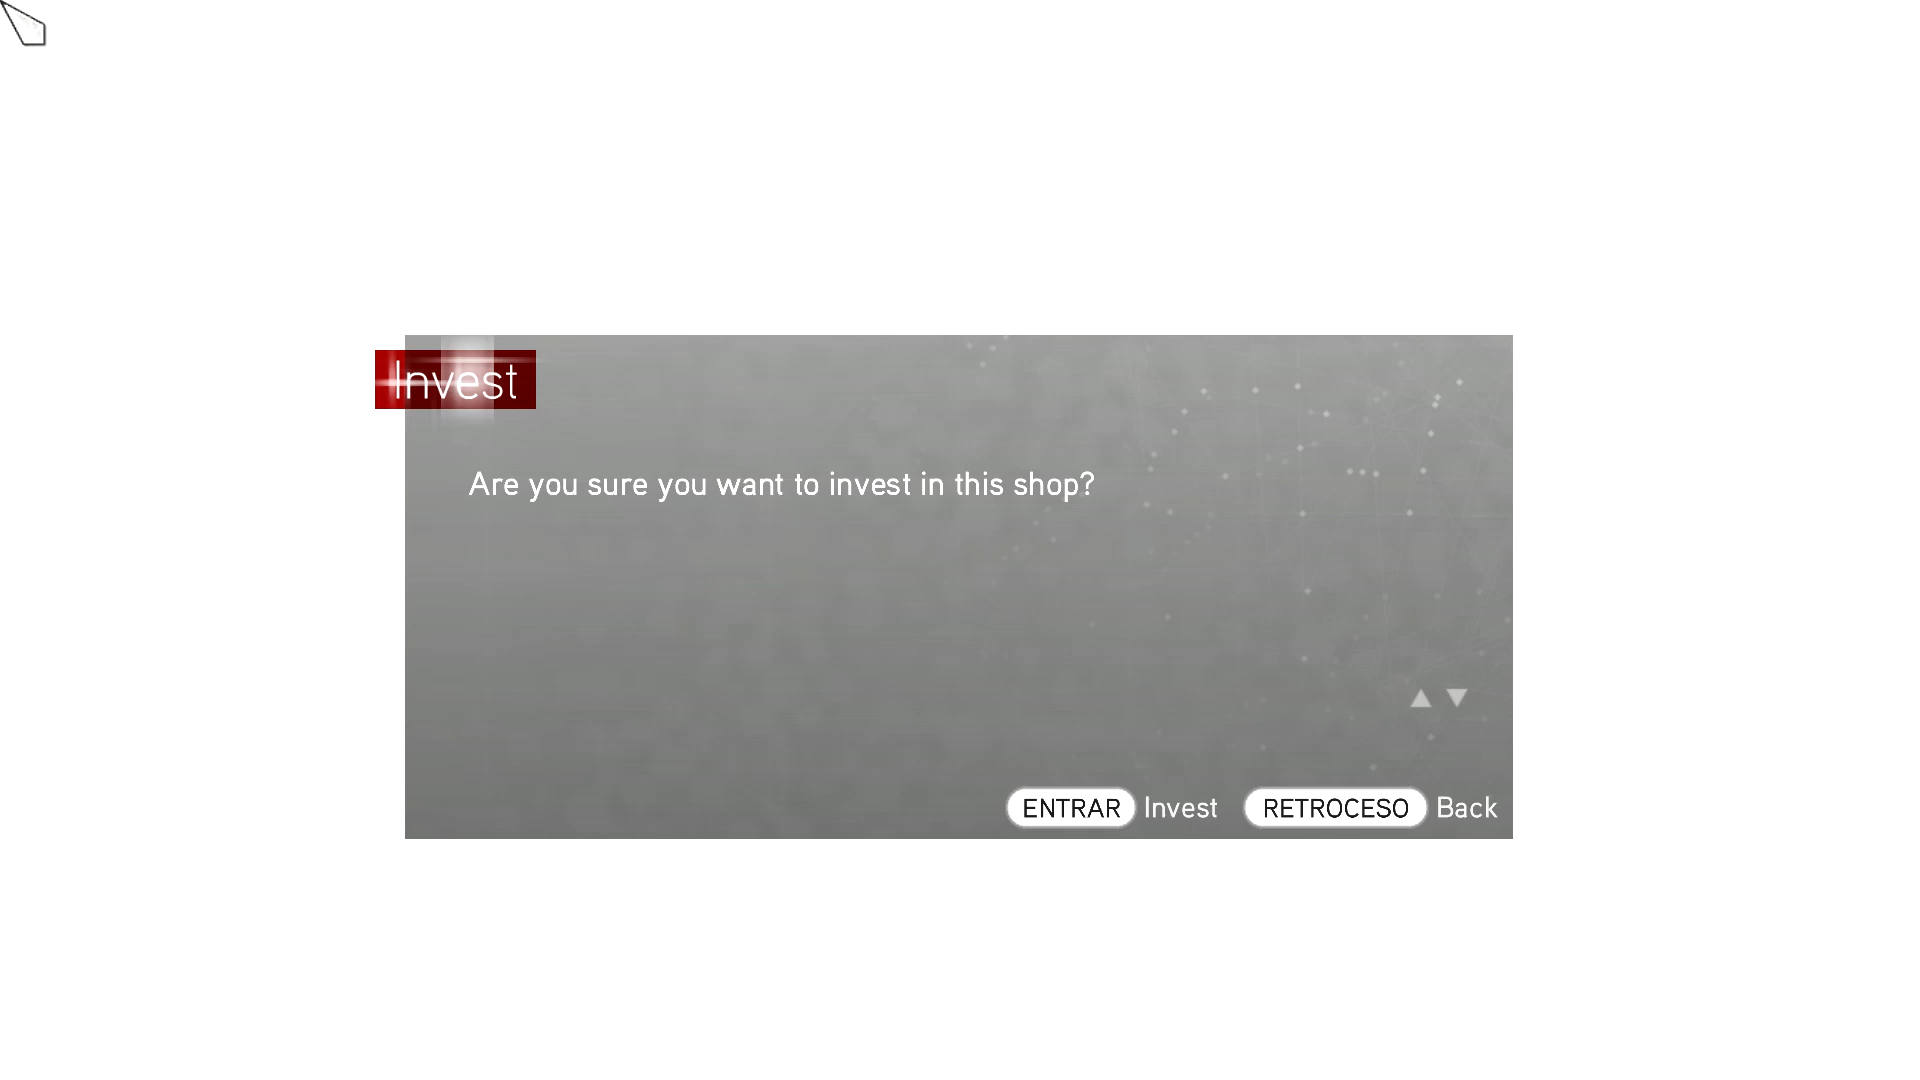 Invest
Are you sure you want to invest in this shop?
ENTRAR Invest RETROCESO Back